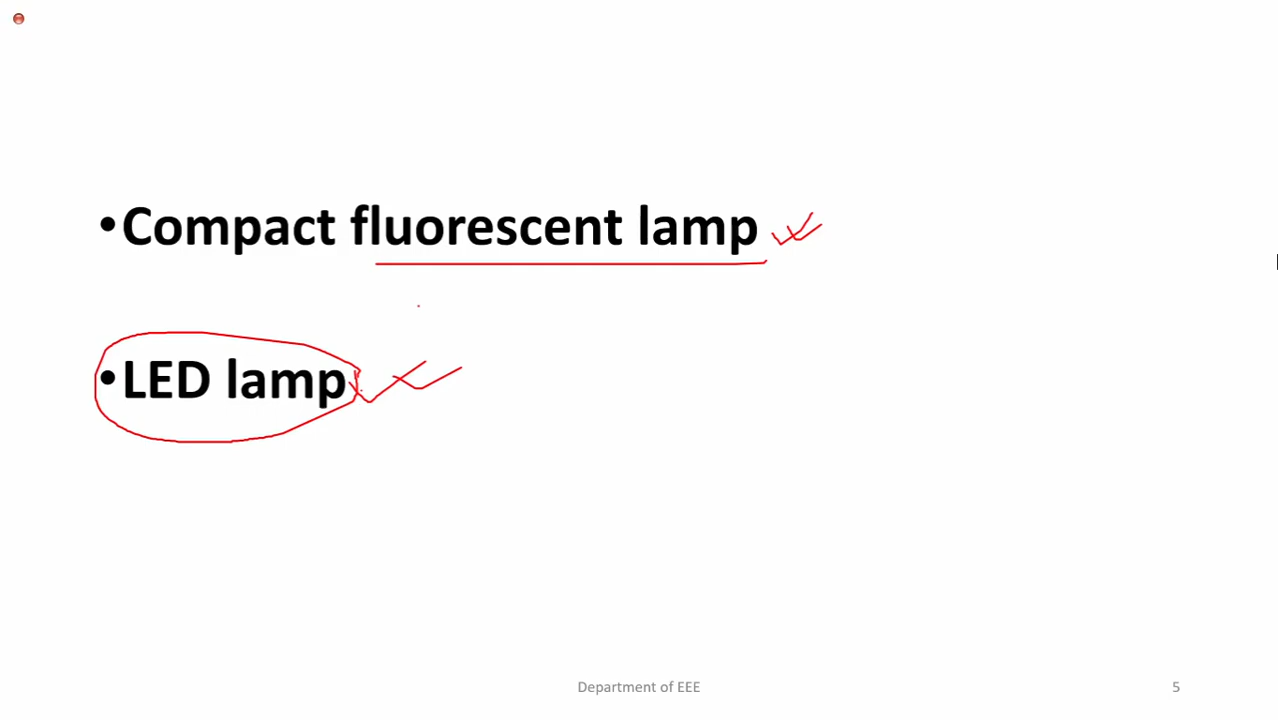 •Compact fluorescent lamp
•LED lamp
Department of EEE
5